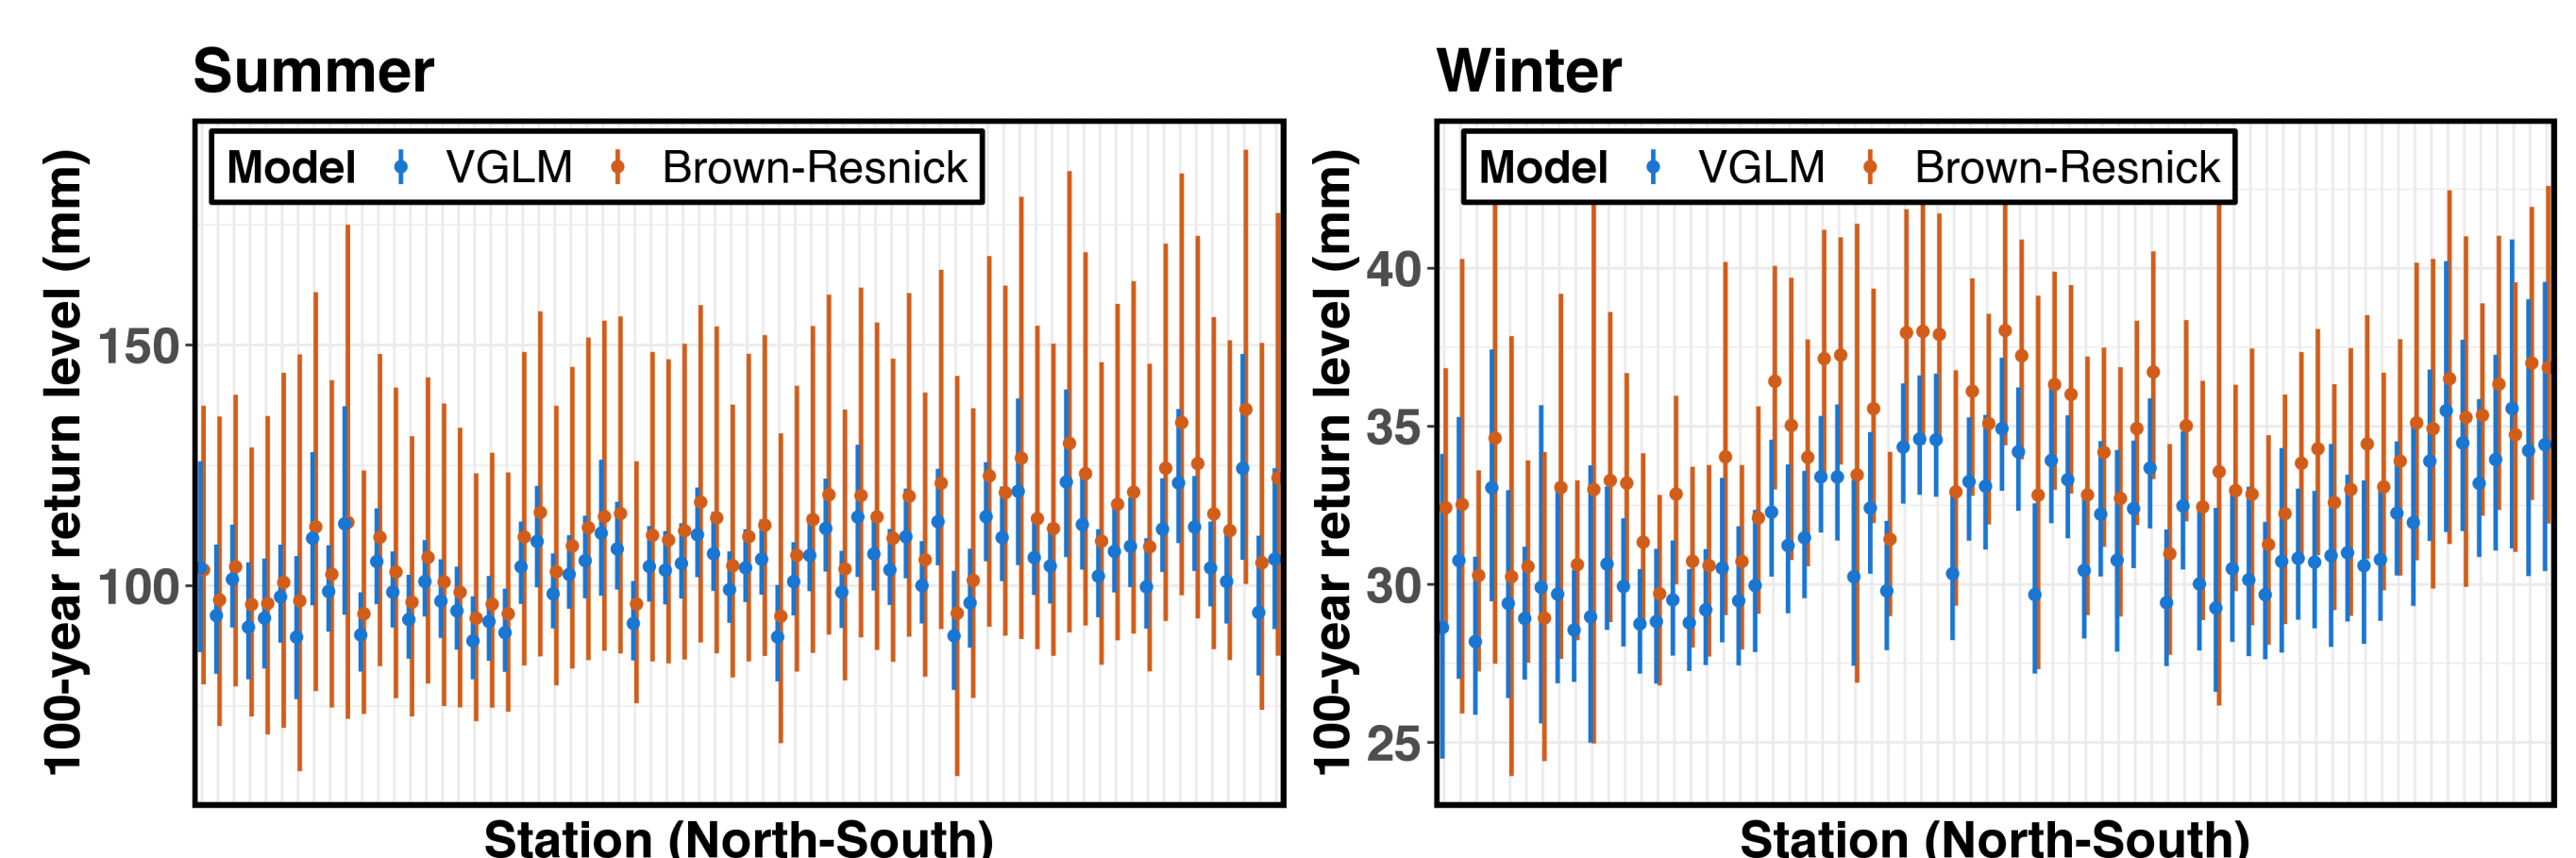 Summer
Model VGLM Brown-Resnick
100-year return level (mm)
150
100
Station (North-South)
Winter
Model VGLM Brown-Resnick
100-year return level (mm)
40
35
30
25
Station (North-South)